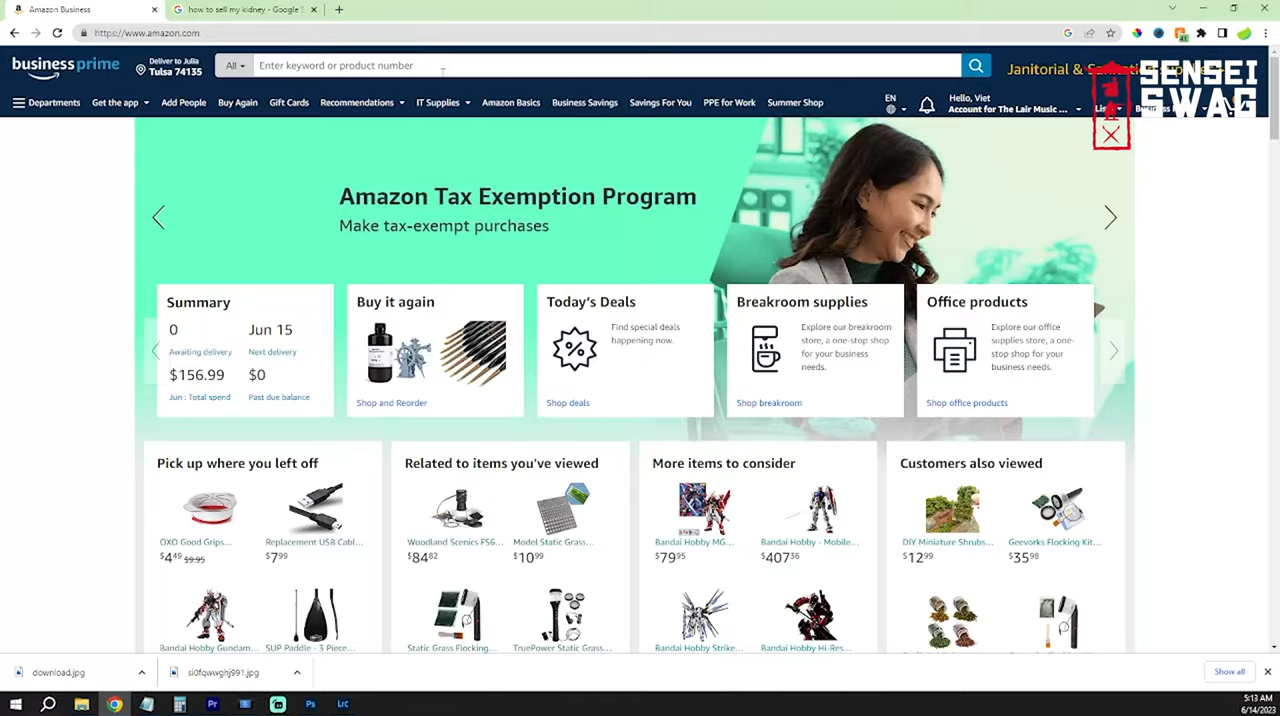 Amazon Business
how to sell my kidney - Google S
https://www.amazon.com
business prime
Deliver to Julia
Tulsa 74135
All
Enter keyword or product number
Janitorial &
SENSEI
SWAG
Departments
Get the app
Add People
Buy Again
Gift Cards
Recommendations
IT Supplies
Amazon Basics
Business Savings
Savings For You
PPE for Work
Summer Shop
EN
Hello, Viet
Account for The Lair Music ...
Amazon Tax Exemption Program
Make tax-exempt purchases
Summary
0
Jun 15
Awaiting delivery
Next delivery
$156.99
$0
Jun : Total spend
Past due balance
Buy it again
Shop and Reorder
Today's Deals
Find special deals
happening now.
Shop deals
Breakroom supplies
Explore our breakroom
store, a one-stop shop
for your business
needs.
Shop breakroom
Office products
Explore our office
supplies store, a one-
stop shop for your
business needs.
Shop office products
Pick up where you left off
OXO Good Grips...
$4.49 $9.95
Replacement USB Cabl...
$7.99
Bandai Hobby Gundam...
SUP Paddle - 3 Piece...
Related to items you've viewed
Woodland Scenics FS6...
$84.82
Model Static Grass...
$10.99
Static Grass Flocking...
TruePower Static Grass...
More items to consider
Bandai Hobby MG...
$79.95
Bandai Hobby - Mobile...
$407.36
Bandai Hobby Strike...
Bandai Hobby Hi-Res...
Customers also viewed
DIY Miniature Shrubs...
$12.99
Geevorks Flocking Kit...
$35.98
download.jpg
si0fqwwghj991.jpg
Show all
Pr
Ps
Lrc
5:13 AM
6/14/2023